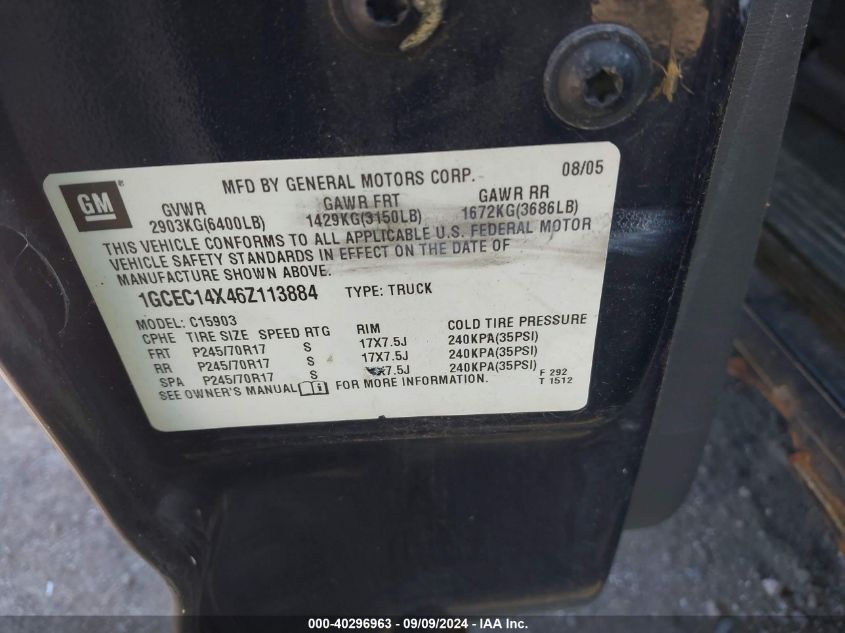 GM®
MFD BY GENERAL MOTORS CORP. 08/05
GVWR GAWR FRT GAWR RR
2903KG(6400LB) 1429KG(3150LB) 1672KG(3686LB)
THIS VEHICLE CONFORMS TO ALL APPLICABLE U.S. FEDERAL MOTOR
VEHICLE SAFETY STANDARDS IN EFFECT ON THE DATE OF
MANUFACTURE SHOWN ABOVE.
1GCEC14X46Z113884 TYPE: TRUCK
MODEL: C15903
CPHE TIRE SIZE SPEED RTG RIM COLD TIRE PRESSURE
FRT P245/70R17 S 17X7.5J 240KPA(35PSI)
RR P245/70R17 S 17X7.5J 240KPA(35PSI)
SPA P245/70R17 S X7.5J 240KPA(35PSI)
SEE OWNER'S MANUAL FOR MORE INFORMATION.
F 292
T 1512
000-40296963 - 09/09/2024 - IAA Inc.